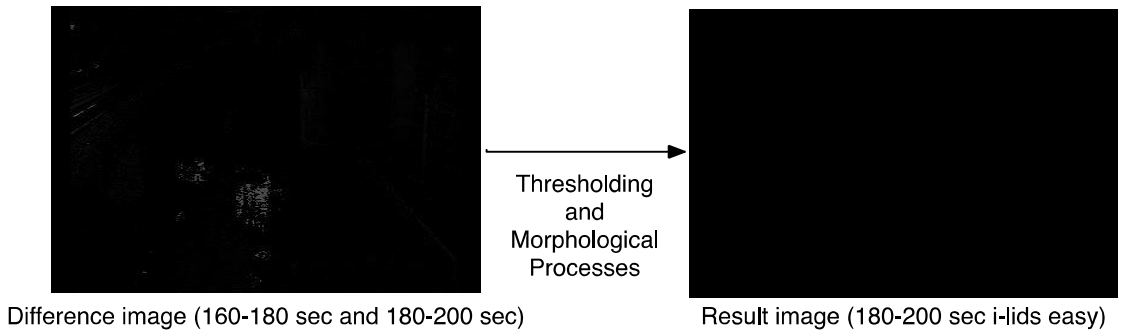 Thresholding
and
Morphological
Processes
Difference image (160-180 sec and 180-200 sec)
Result image (180-200 sec i-lids easy)